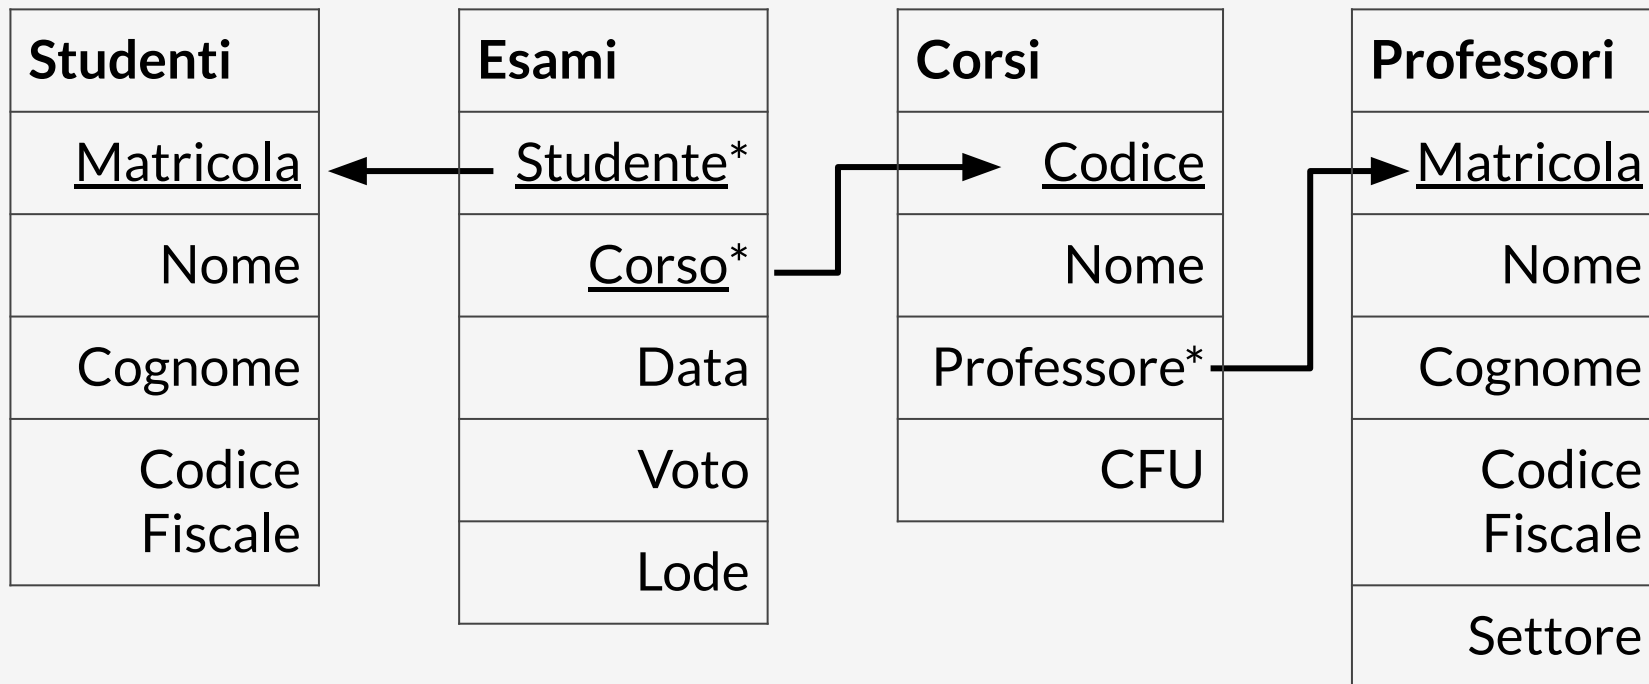 Studenti
Matricola
Nome
Cognome
Codice
Fiscale
Esami
Studente*
Corso*
Data
Voto
Lode
Corsi
Codice
Nome
Professore*
CFU
Professori
Matricola
Nome
Cognome
Codice
Fiscale
Settore